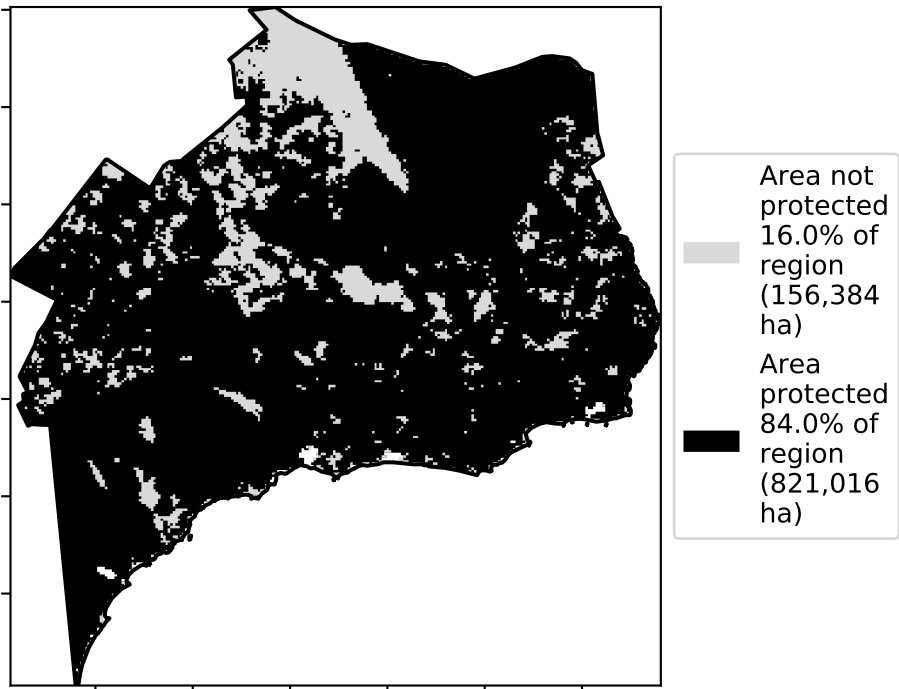 Area not
protected
16.0% of
region
(156,384
ha)
Area
protected
84.0% of
region
(821,016
ha)